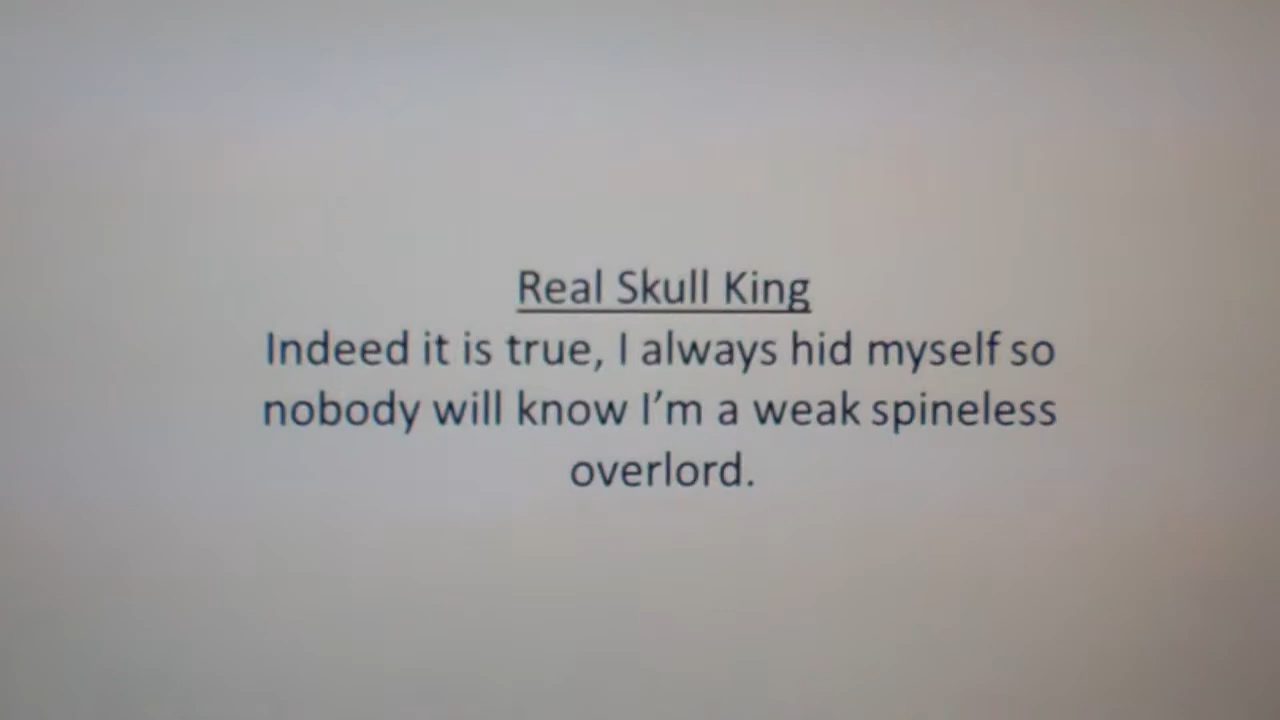 Real Skull King
Indeed it is true, I always hid myself so
nobody will know I'm a weak spineless
overlord.